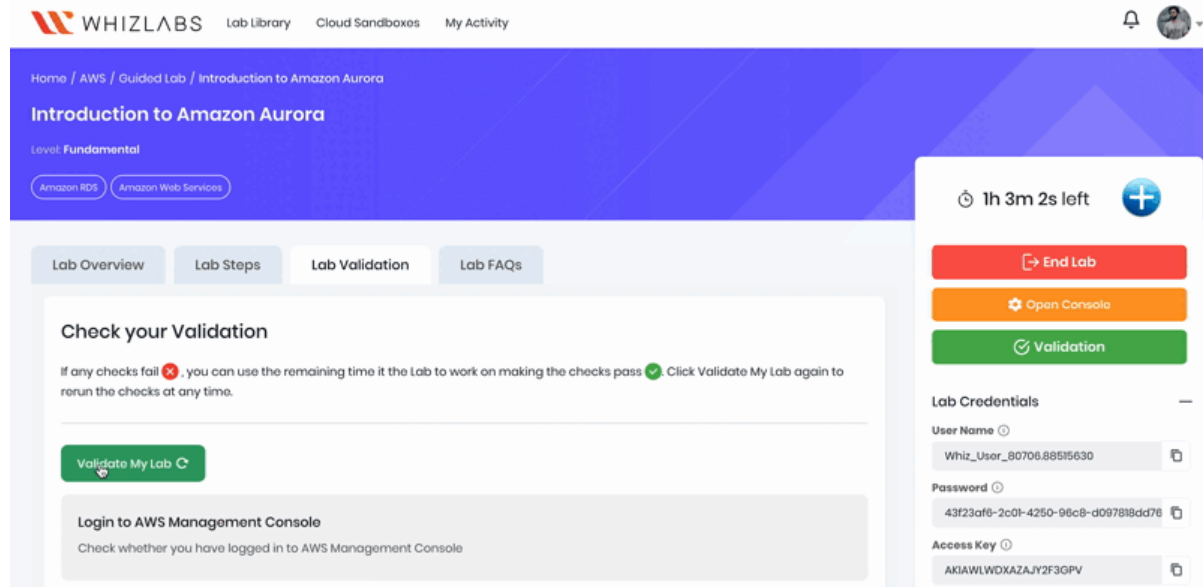 WHIZLABS Lab Library Cloud Sandboxes My Activity
Home / AWS / Guided Lab / Introduction to Amazon Aurora
Introduction to Amazon Aurora
Level: Fundamental
Amazon RDS Amazon Web Services
1h 3m 2s left
End Lab
Open Console
Validation
Lab Overview Lab Steps Lab Validation Lab FAQs
Check your Validation
If any checks fail , you can use the remaining time it the Lab to work on making the checks pass . Click Validate My Lab again to
rerun the checks at any time.
Validate My Lab
Login to AWS Management Console
Check whether you have logged in to AWS Management Console
Lab Credentials
User Name
Whiz_User_80706.88515630
Password
43f23af6-2c01-4250-96c8-d097818dd76
Access Key
AKIAWLWDXAZAJY2F3GPV